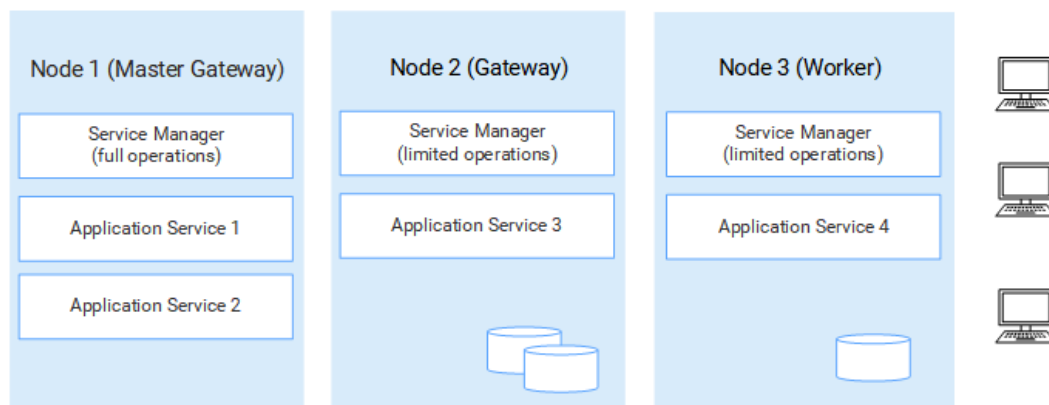 Node 1 (Master Gateway)
Service Manager
(full operations)
Application Service 1
Application Service 2
Node 2 (Gateway)
Service Manager
(limited operations)
Application Service 3
Node 3 (Worker)
Service Manager
(limited operations)
Application Service 4